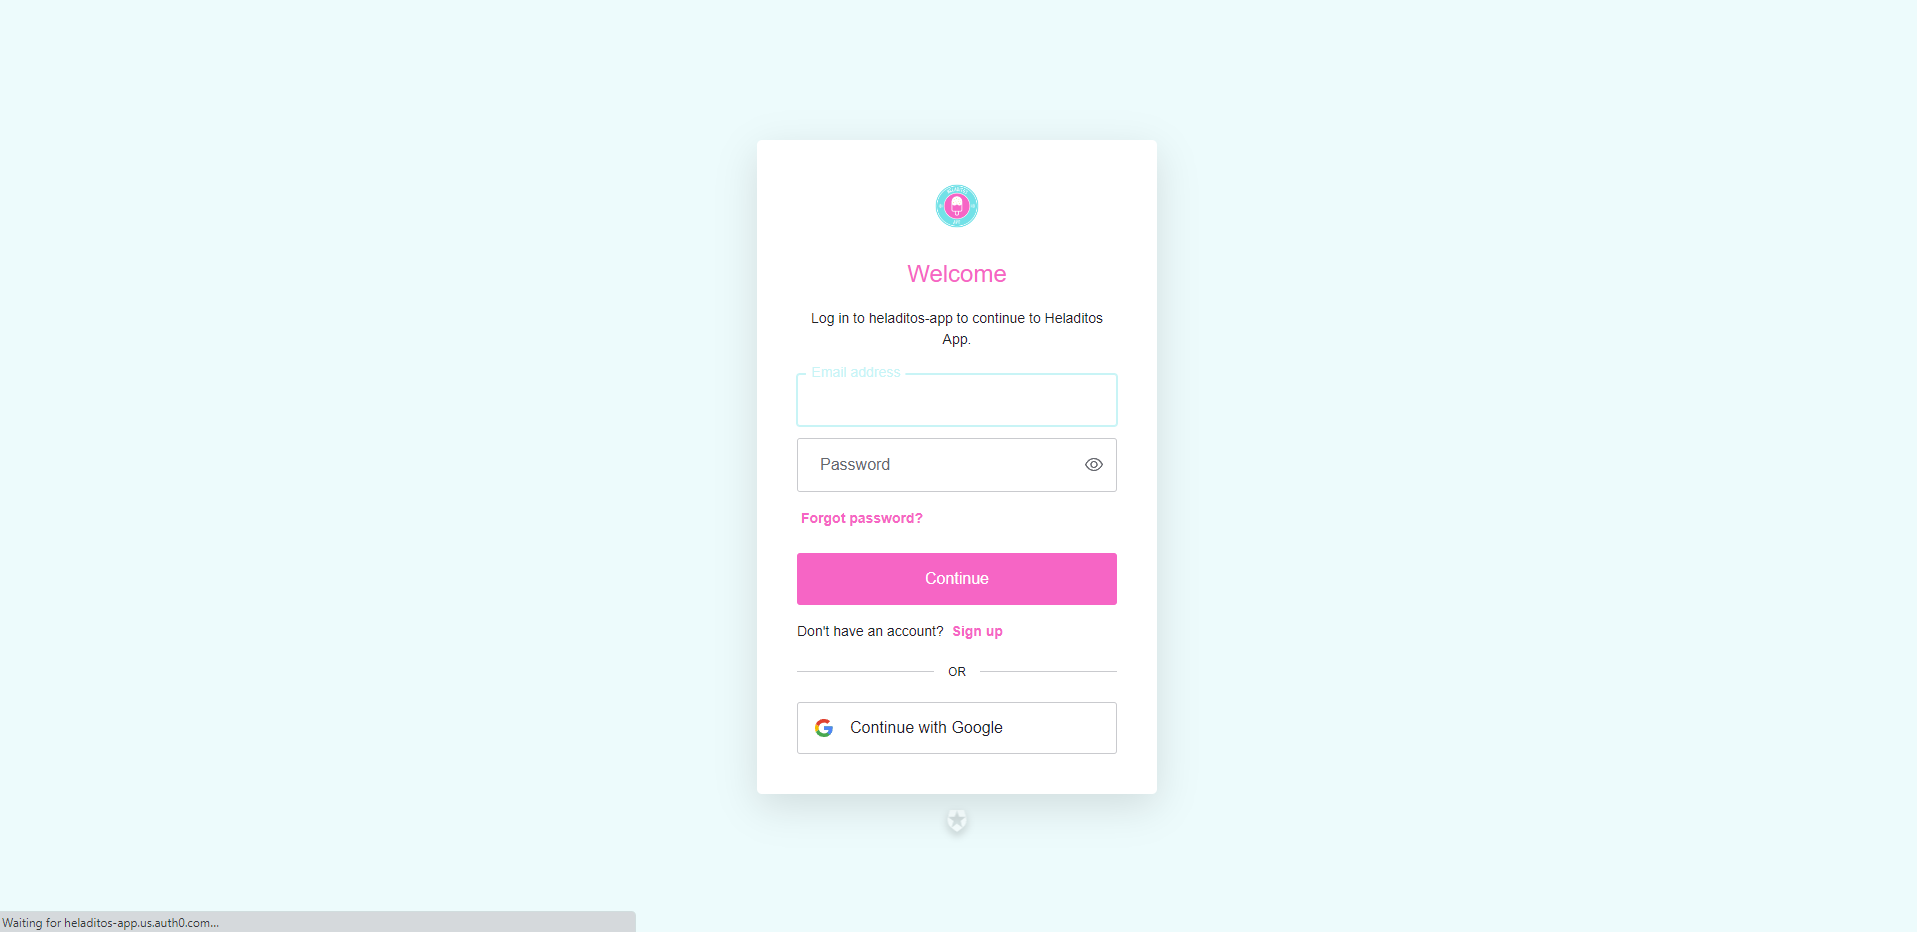 Welcome
Log in to heladitos-app to continue to Heladitos
App.
Email address
Password
Forgot password?
Continue
Don't have an account? Sign up
OR
Continue with Google
Waiting for heladitos-app.us.auth0.com...